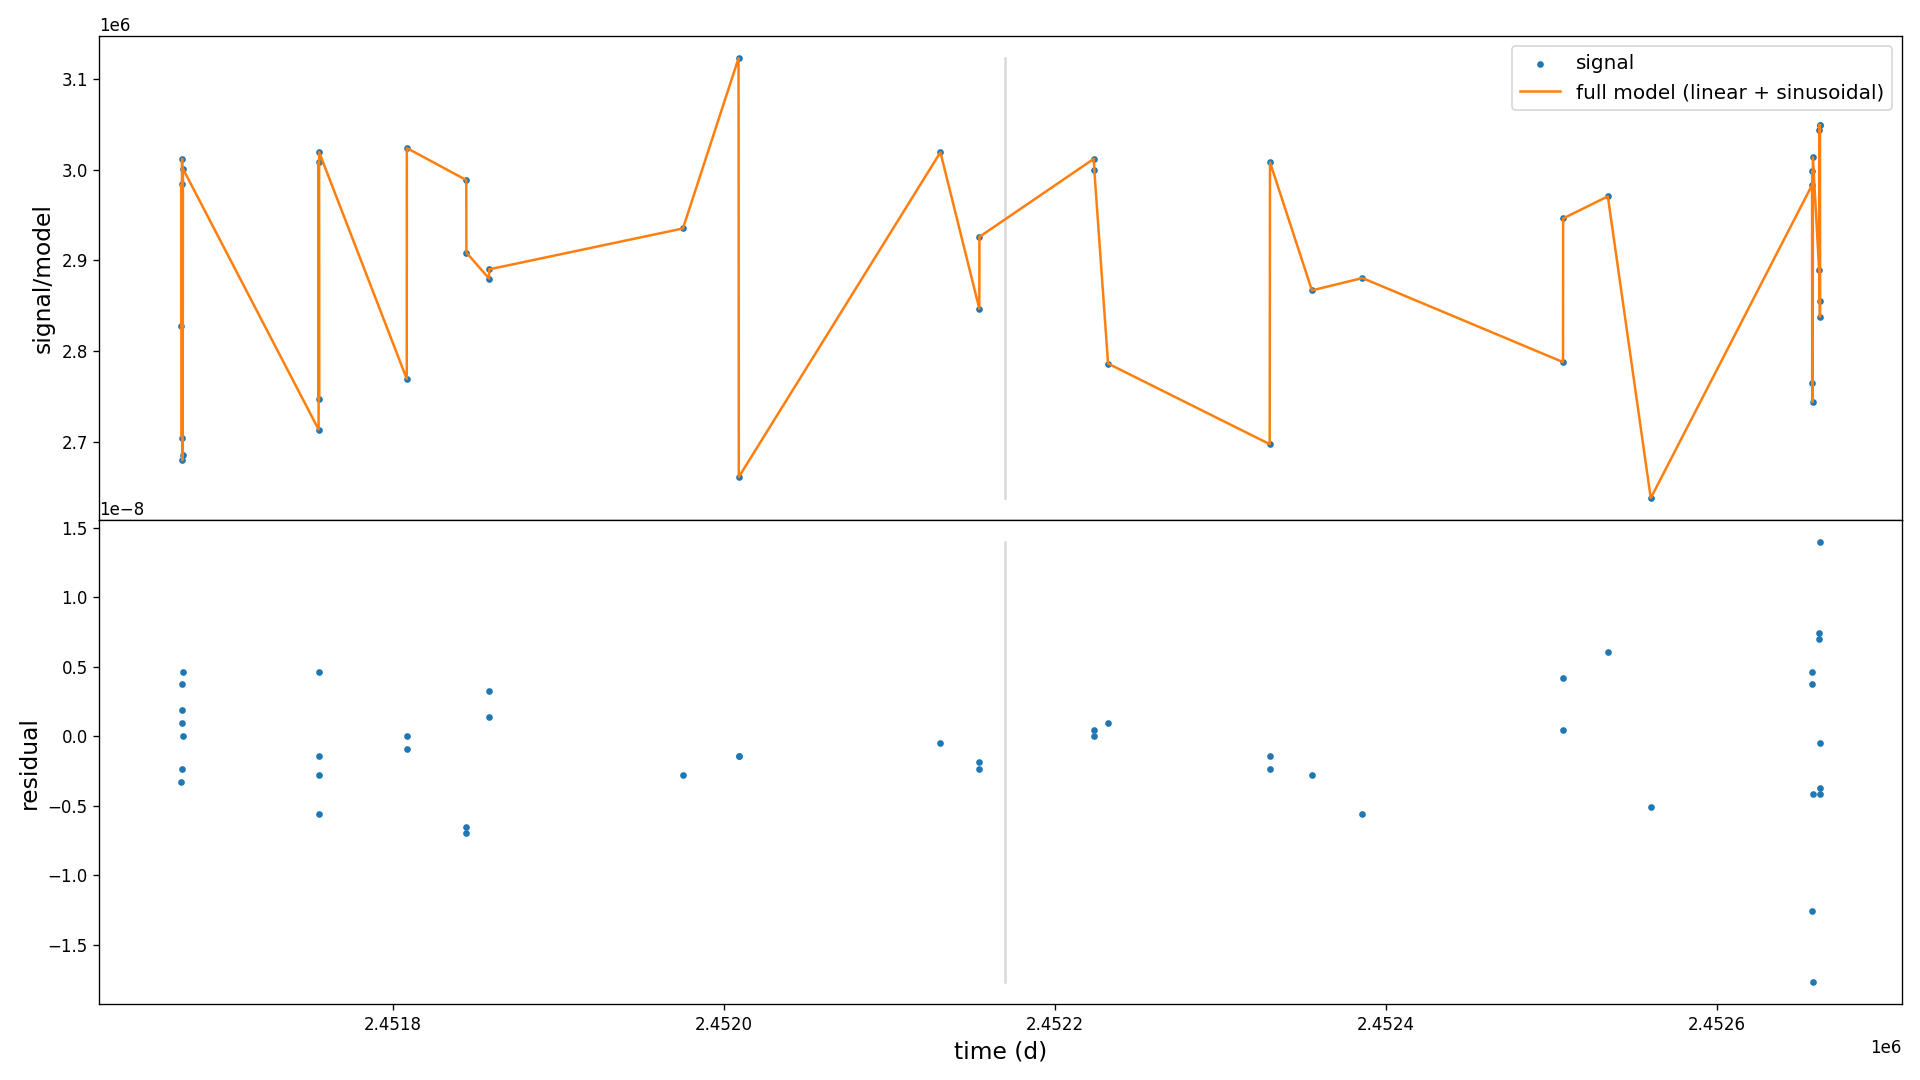 1e6
3.1
3.0
2.9
2.8
2.7
signal/model
signal
full model (linear + sinusoidal)
1e−8
1.5
1.0
0.5
0.0
−0.5
−1.0
−1.5
residual
2.4518
2.4520
2.4522
2.4524
2.4526
time (d)
1e6